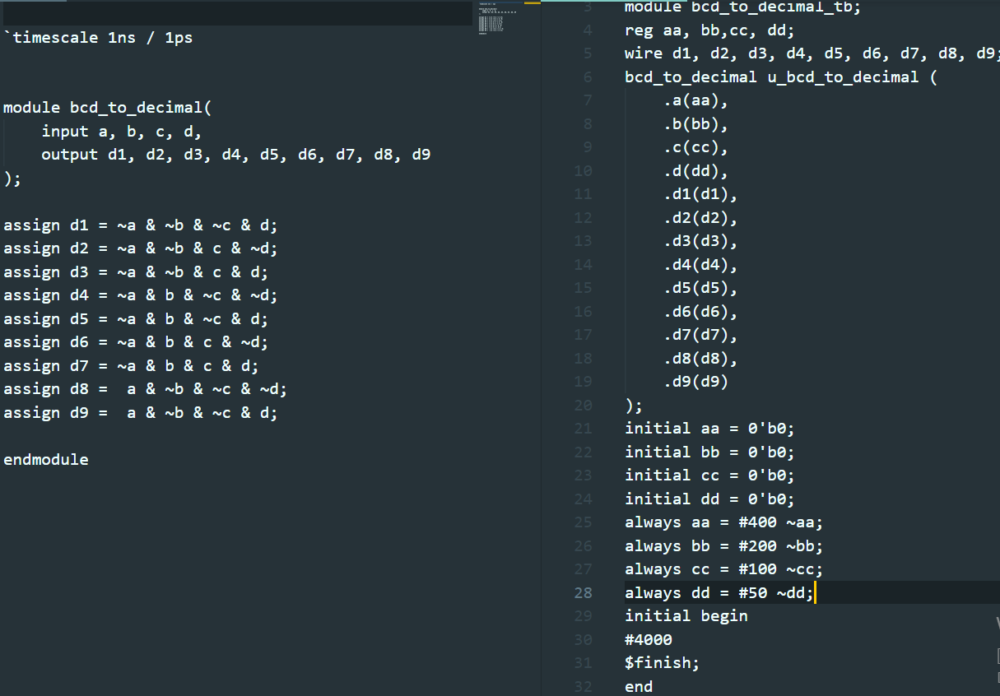 `timescale 1ns / 1ps
module bcd_to_decimal(
input a, b, c, d,
output d1, d2, d3, d4, d5, d6, d7, d8, d9
);
assign d1 = ~a & ~b & ~c & d;
assign d2 = ~a & ~b & c & ~d;
assign d3 = ~a & ~b & c & d;
assign d4 = ~a & b & ~c & ~d;
assign d5 = ~a & b & ~c & d;
assign d6 = ~a & b & c & ~d;
assign d7 = ~a & b & c & d;
assign d8 =  a & ~b & ~c & ~d;
assign d9 =  a & ~b & ~c & d;
endmodule
3 module bcd_to_decimal_tb;
4 reg aa, bb,cc, dd;
5 wire d1, d2, d3, d4, d5, d6, d7, d8, d9;
6 bcd_to_decimal u_bcd_to_decimal (
7 .a(aa),
8 .b(bb),
9 .c(cc),
10 .d(dd),
11 .d1(d1),
12 .d2(d2),
13 .d3(d3),
14 .d4(d4),
15 .d5(d5),
16 .d6(d6),
17 .d7(d7),
18 .d8(d8),
19 .d9(d9)
20 );
21 initial aa = 0'b0;
22 initial bb = 0'b0;
23 initial cc = 0'b0;
24 initial dd = 0'b0;
25 always aa = #400 ~aa;
26 always bb = #200 ~bb;
27 always cc = #100 ~cc;
28 always dd = #50 ~dd;
29 initial begin
30 #4000
31 $finish;
32 end